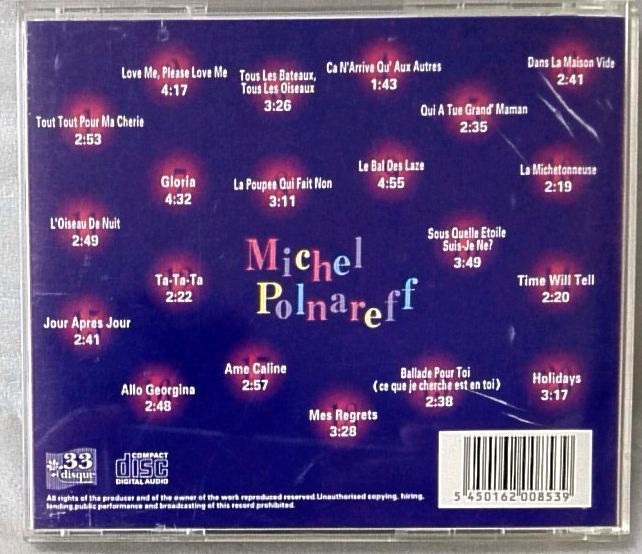 Love Me, Please Love Me
4:17
Tous Les Bateaux,
Tous Les Oiseaux
3:26
Ca N'Arrive Qu' Aux Autres
1:43
Dans La Maison Vide
2:41
Tout Tout Pour Ma Cherie
2:53
Qui A Tue Grand' Maman
2:35
Gloria
4:32
La Poupee Qui Fait Non
3:11
Le Bal Des Laze
4:55
La Michetonneuse
2:19
L'Oiseau De Nuit
2:49
Sous Quelle Etoile
Suis-Je Ne?
3:49
Michel
Polnareff
Ta-Ta-Ta
2:22
Time Will Tell
2:20
Jour Apres Jour
2:41
Allo Georgina
2:48
Ame Caline
2:57
Mes Regrets
3:28
Ballade Pour Toi
(ce que je cherche est en toi)
2:38
Holidays
3:17
33
disque
COMPACT
disc
DIGITAL AUDIO
All rights of the producer and of the owner of the work reproduced reserved.Unauthorised copying, hiring,
lending,public performance and broadcasting of this record prohibited.
5 450162 008539